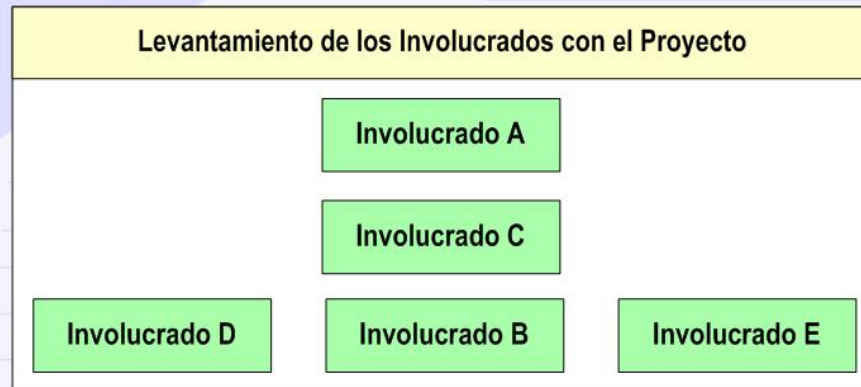 Levantamiento de los Involucrados con el Proyecto
Involucrado A
Involucrado C
Involucrado D
Involucrado B
Involucrado E